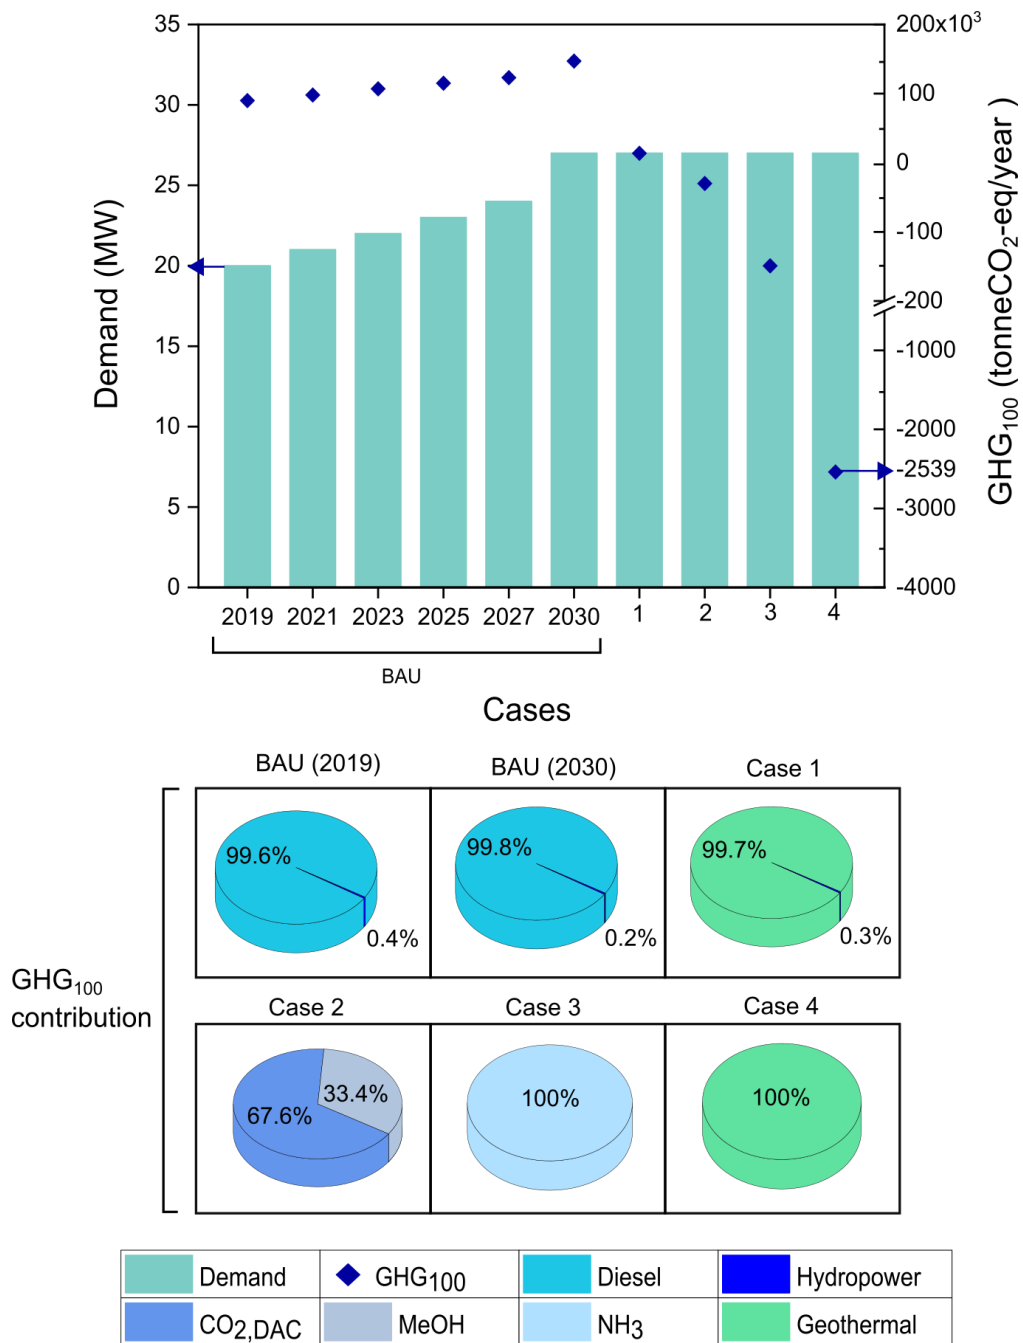 35
30
25
20
15
10
5
0
Demand (MW)
200x10³
100
0
-100
-200
-1000
-2000
-2539
-3000
-4000
GHG₁₀₀ (tonneCO₂-eq/year)
2019 2021 2023 2025 2027 2030 1 2 3 4
BAU
Cases
BAU (2019) BAU (2030) Case 1
99.6% 99.8% 99.7%
0.4% 0.2% 0.3%
GHG₁₀₀
contribution
Case 2 Case 3 Case 4
33.4% 100% 100%
67.6%
Demand GHG₁₀₀ Diesel Hydropower
CO₂,DAC MeOH NH₃ Geothermal